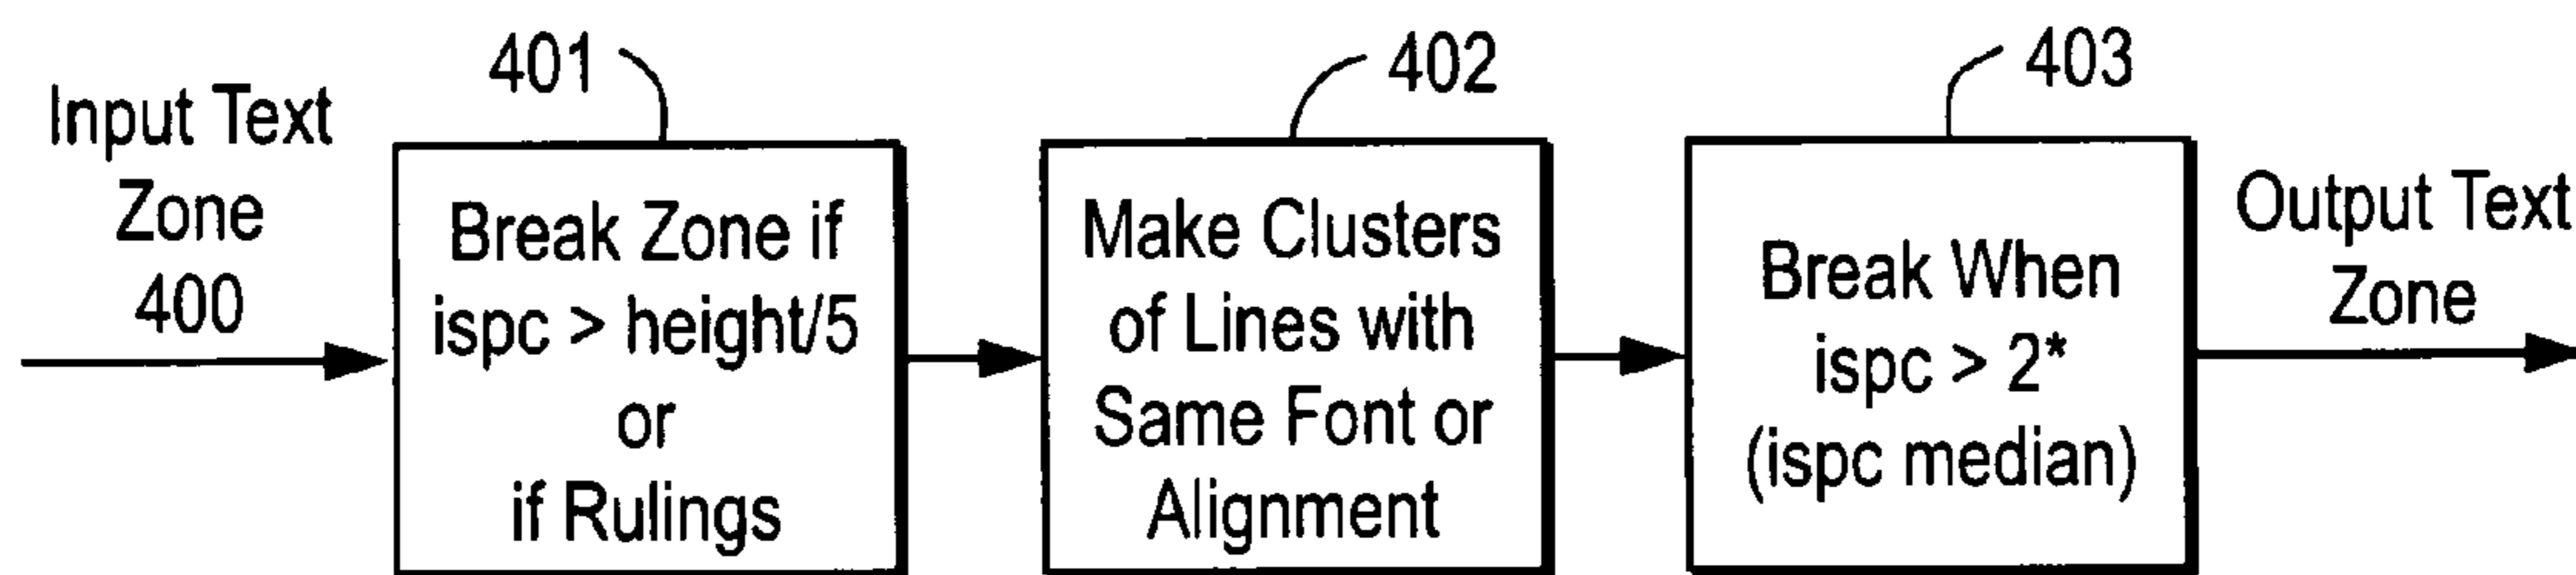 Input Text
Zone
400
401
Break Zone if
ispc > height/5
or
if Rulings
402
Make Clusters
of Lines with
Same Font or
Alignment
403
Break When
ispc > 2*
(ispc median)
Output Text
Zone